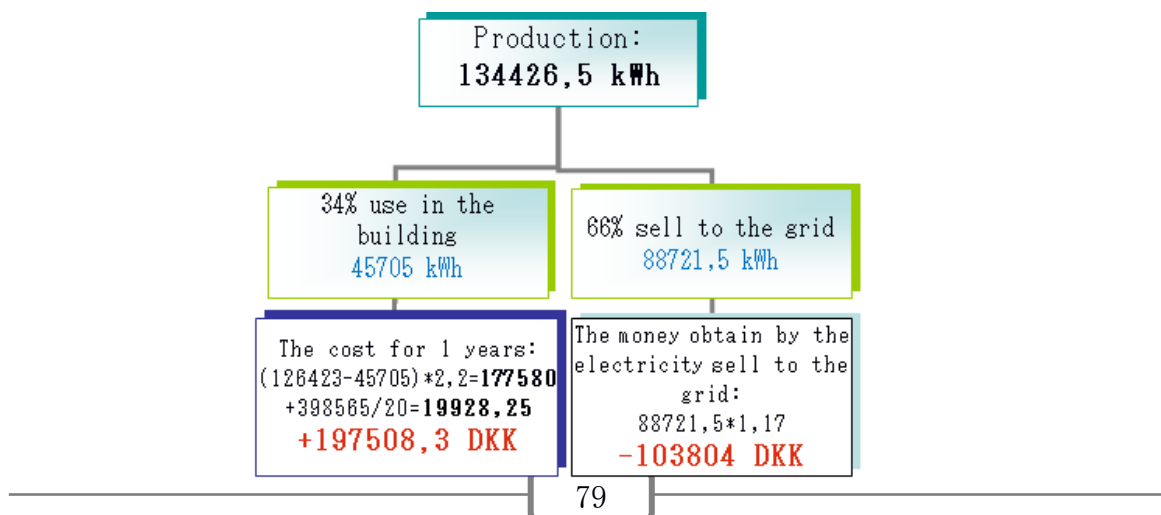 Production:
134426,5 kWh
34% use in the
building
45705 kWh
66% sell to the grid
88721,5 kWh
The cost for 1 years:
(126423-45705)*2,2=177580
+398565/20=19928,25
+197508,3 DKK
The money obtain by the
electricity sell to the
grid:
88721,5*1,17
-103804 DKK
79